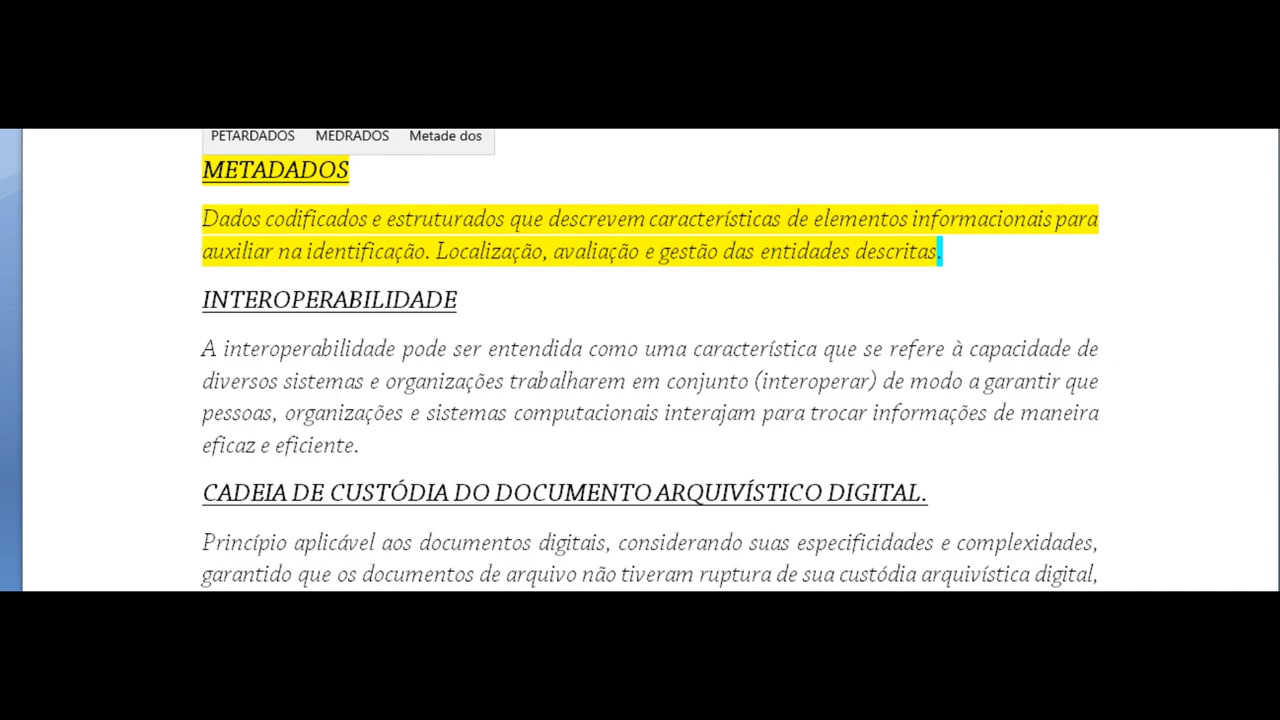 PETARDADOS MEDRADOS Metade dos
METADADOS
Dados codificados e estruturados que descrevem características de elementos informacionais para
auxiliar na identificação. Localização, avaliação e gestão das entidades descritas.
INTEROPERABILIDADE
A interoperabilidade pode ser entendida como uma característica que se refere à capacidade de
diversos sistemas e organizações trabalharem em conjunto (interoperar) de modo a garantir que
pessoas, organizações e sistemas computacionais interajam para trocar informações de maneira
eficaz e eficiente.
CADEIA DE CUSTÓDIA DO DOCUMENTO ARQUIVÍSTICO DIGITAL.
Princípio aplicável aos documentos digitais, considerando suas especificidades e complexidades,
garantido que os documentos de arquivo não tiveram ruptura de sua custódia arquivística digital,